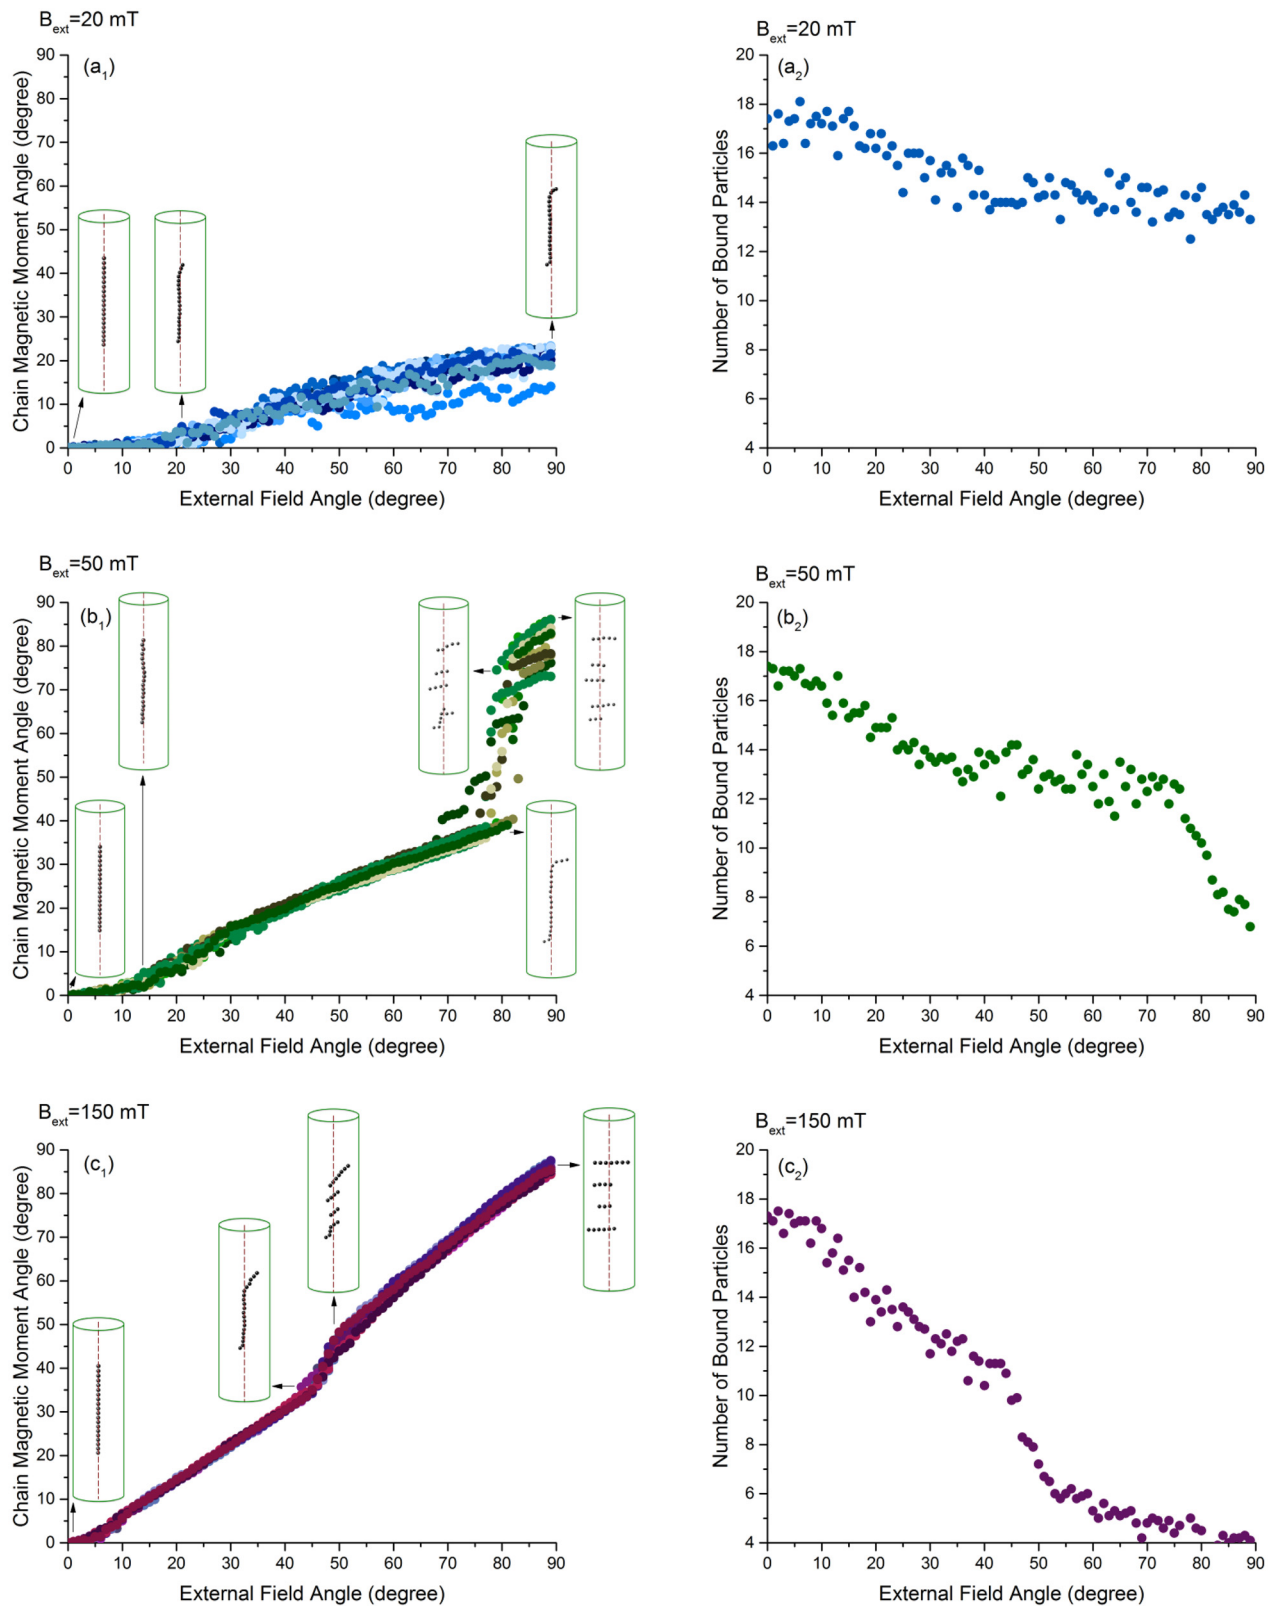 B_ext=20 mT
(a₁)
Chain Magnetic Moment Angle (degree)
90
80
70
60
50
40
30
20
10
0
0 10 20 30 40 50 60 70 80 90
External Field Angle (degree)
B_ext=20 mT
(a₂)
Number of Bound Particles
20
18
16
14
12
10
8
6
4
0 10 20 30 40 50 60 70 80 90
External Field Angle (degree)
B_ext=50 mT
(b₁)
Chain Magnetic Moment Angle (degree)
90
80
70
60
50
40
30
20
10
0
0 10 20 30 40 50 60 70 80 90
External Field Angle (degree)
B_ext=50 mT
(b₂)
Number of Bound Particles
20
18
16
14
12
10
8
6
4
0 10 20 30 40 50 60 70 80 90
External Field Angle (degree)
B_ext=150 mT
(c₁)
Chain Magnetic Moment Angle (degree)
90
80
70
60
50
40
30
20
10
0
0 10 20 30 40 50 60 70 80 90
External Field Angle (degree)
B_ext=150 mT
(c₂)
Number of Bound Particles
20
18
16
14
12
10
8
6
4
0 10 20 30 40 50 60 70 80 90
External Field Angle (degree)